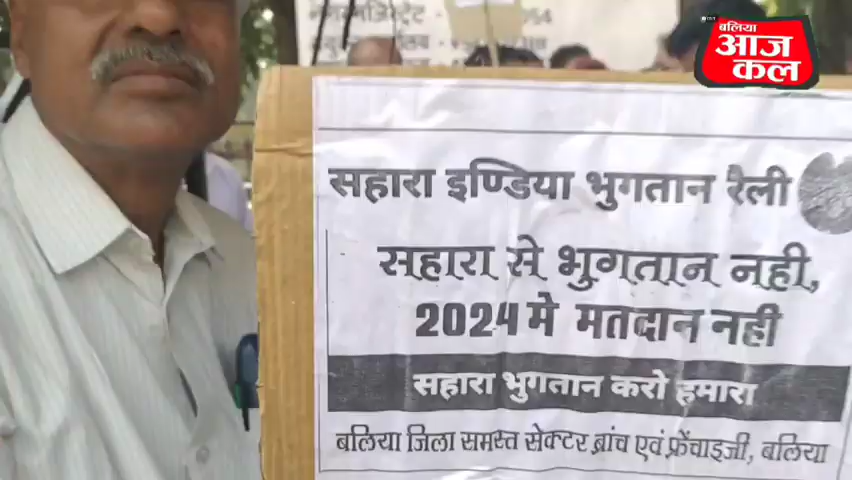 बलिया
आज
कल
सहारा इण्डिया भुगतान रैली
सहारा से भुगतान नही,
2024 मे मतदान नही
सहारा भुगतान करो हमारा
बलिया जिला समस्त सेक्टर ब्रांच एवं फ्रेंचाइजी, बलिया